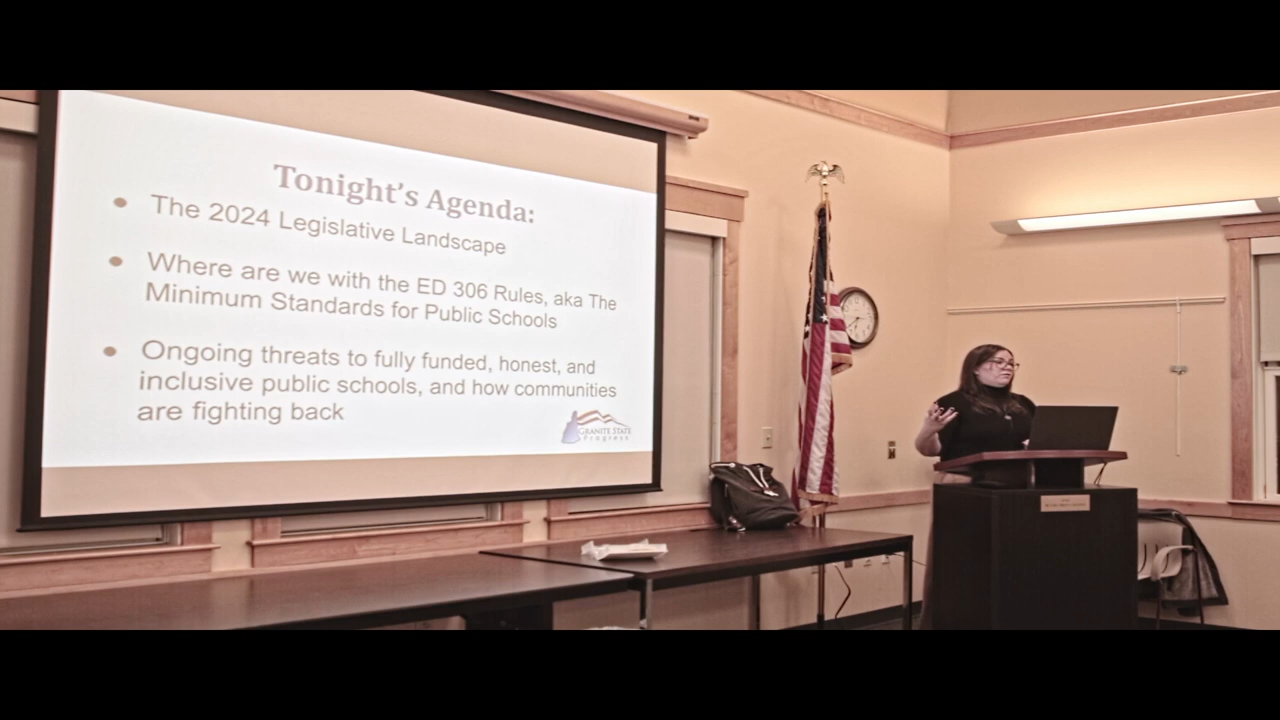 Tonight's Agenda:
• The 2024 Legislative Landscape
• Where are we with the ED 306 Rules, aka The
Minimum Standards for Public Schools
• Ongoing threats to fully funded, honest, and
inclusive public schools, and how communities
are fighting back
GRANITE STATE
Progress